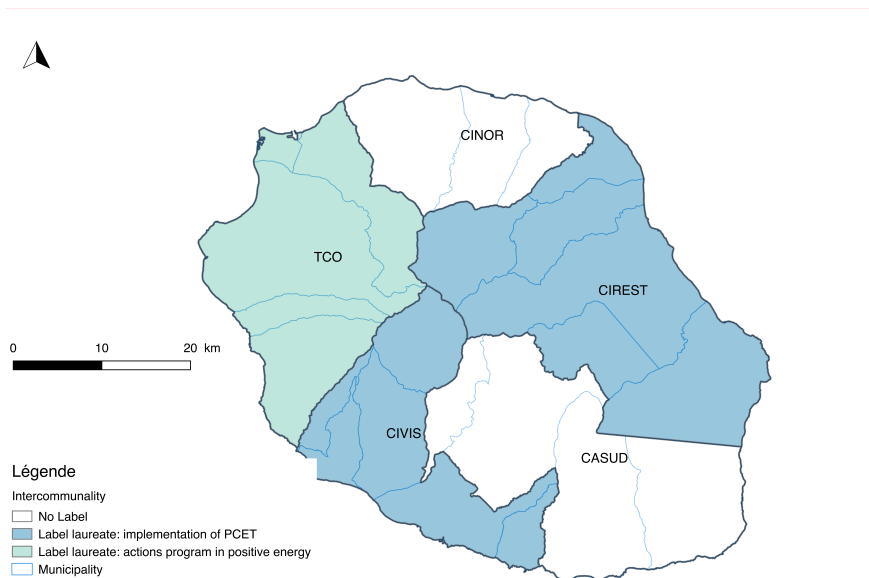 CINOR
TCO
CIREST
0 10 20 km
CIVIS
CASUD
Légende
Intercommunality
No Label
Label laureate: implementation of PCET
Label laureate: actions program in positive energy
Municipality